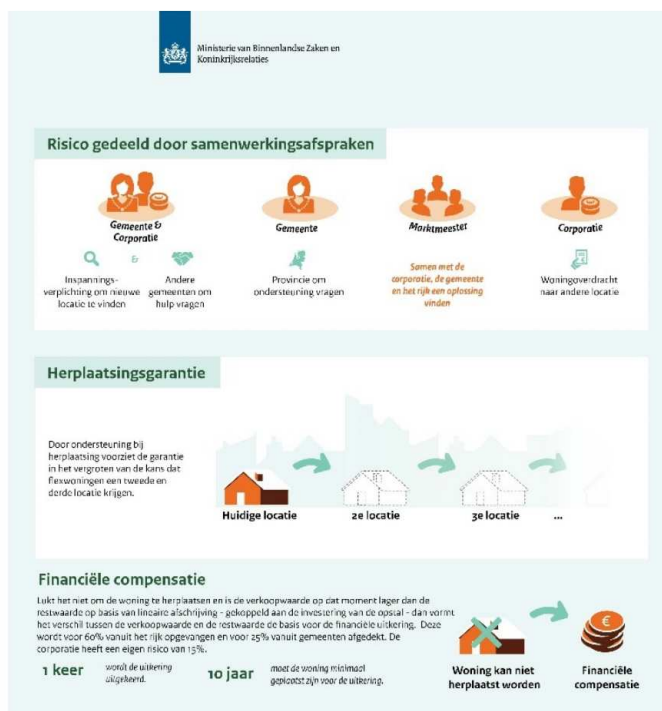 Ministerie van Binnenlandse Zaken en
Koninkrijksrelaties
Risico gedeeld door samenwerkingsafspraken
Gemeente &
Corporatie
Gemeente
Marktmeester
Corporatie
&
Inspannings-
verplichting om nieuwe
locatie te vinden
Andere
gemeenten om
hulp vragen
Provincie om
ondersteuning vragen
Samen met de
corporatie, de gemeente
en het rijk een oplossing
vinden
Woningoverdracht
naar andere locatie
Herplaatsingsgarantie
Door ondersteuning bij
herplaatsing voorziet de garantie
in het vergroten van de kans dat
flexwoningen een tweede en
derde locatie krijgen.
Huidige locatie
2e locatie
3e locatie
...
Financiële compensatie
Lukt het niet om de woning te herplaatsen en is de verkoopwaarde op dat moment lager dan de
restwaarde op basis van lineaire afschrijving - gekoppeld aan de investering van de opstal - dan vormt
het verschil tussen de verkoopwaarde en de restwaarde de basis voor de financiële uitkering. Deze
wordt voor 60% vanuit het rijk opgevangen en voor 25% vanuit gemeenten afgedekt. De
corporatie heeft een eigen risico van 15%.
1 keer
wordt de uitkering
uitgekeerd.
10 jaar
moet de woning minimaal
geplaatst zijn voor de uitkering.
€
Woning kan niet
herplaatst worden
Financiële
compensatie